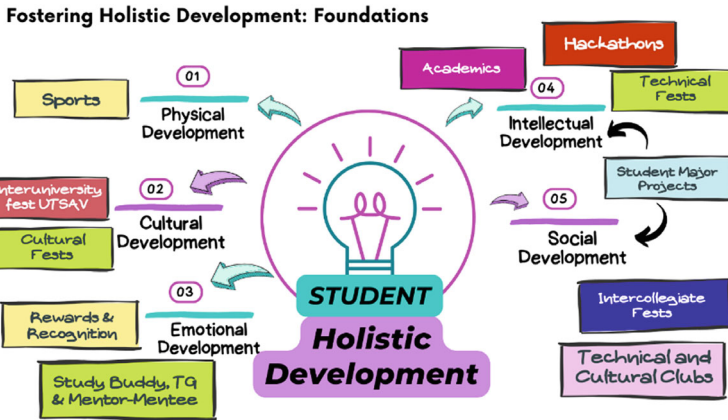 Fostering Holistic Development: Foundations
Sports
01
Physical
Development
interuniversity
fest UTSAV
02
Cultural
Development
Cultural
Fests
03
Emotional
Development
Rewards &
Recognition
Study Buddy, TG
& Mentor-Mentee
STUDENT
Holistic
Development
Academics
Hackathons
Technical
Fests
04
Intellectual
Development
Student Major
Projects
05
Social
Development
Intercollegiate
Fests
Technical and
Cultural Clubs